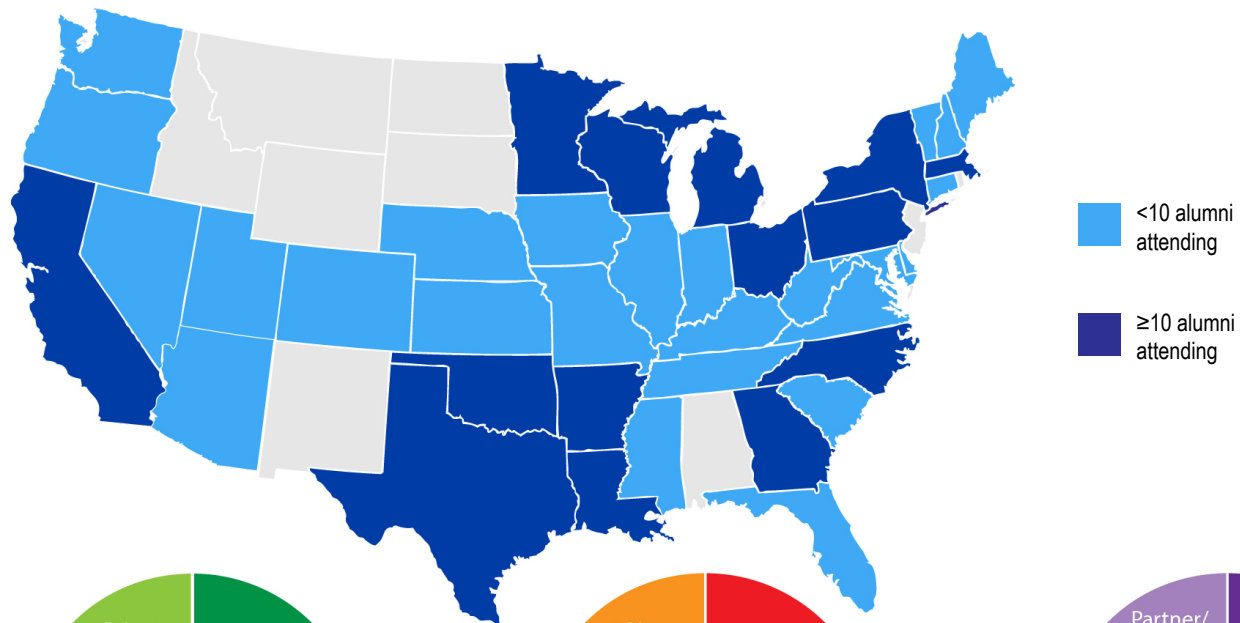 <10 alumni
attending
≥10 alumni
attending
Partner/